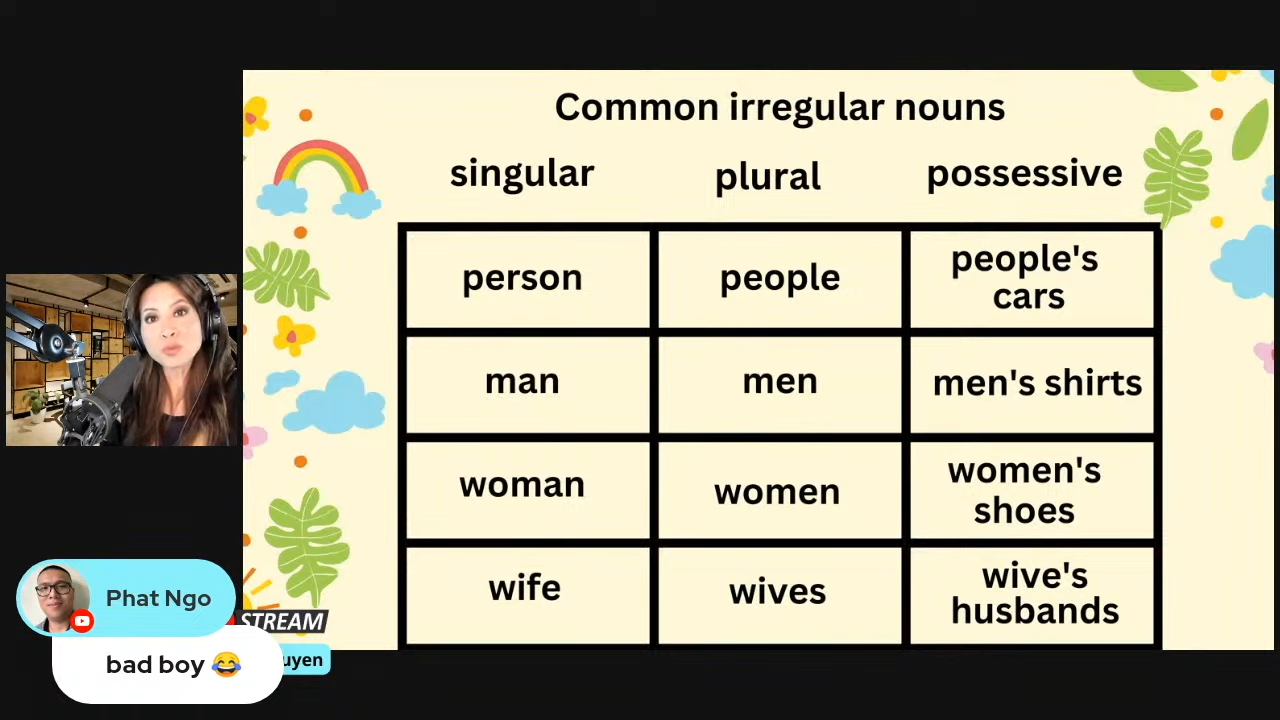 Common irregular nouns
singular plural possessive
person people people's
cars
man men men's shirts
woman women women's
shoes
wife wives wive's
husbands
STREAM
Phat Ngo
bad boy 😂
uyen